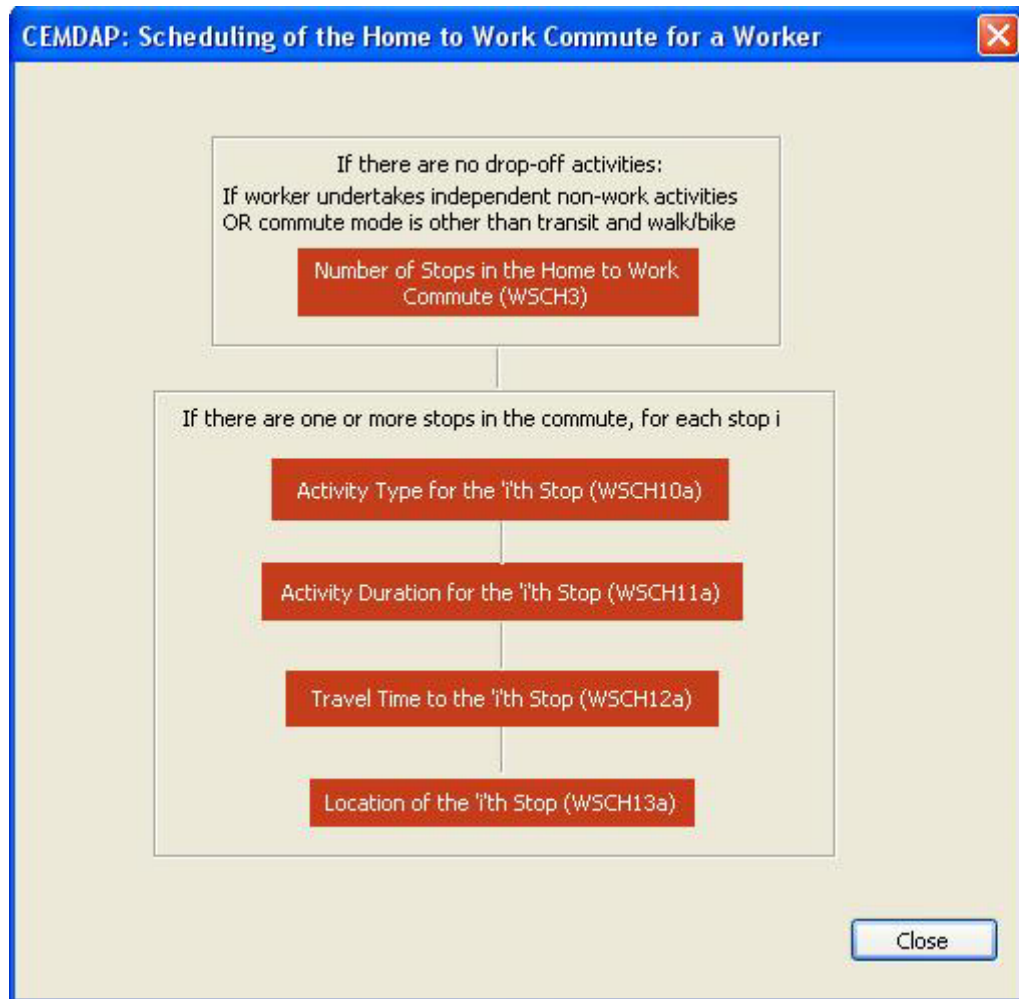 CEMDAP: Scheduling of the Home to Work Commute for a Worker
If there are no drop-off activities:
If worker undertakes independent non-work activities
OR commute mode is other than transit and walk/bike
Number of Stops in the Home to Work
Commute (WSCH3)
If there are one or more stops in the commute, for each stop i
Activity Type for the 'i'th Stop (WSCH10a)
Activity Duration for the 'i'th Stop (WSCH11a)
Travel Time to the 'i'th Stop (WSCH12a)
Location of the 'i'th Stop (WSCH13a)
Close